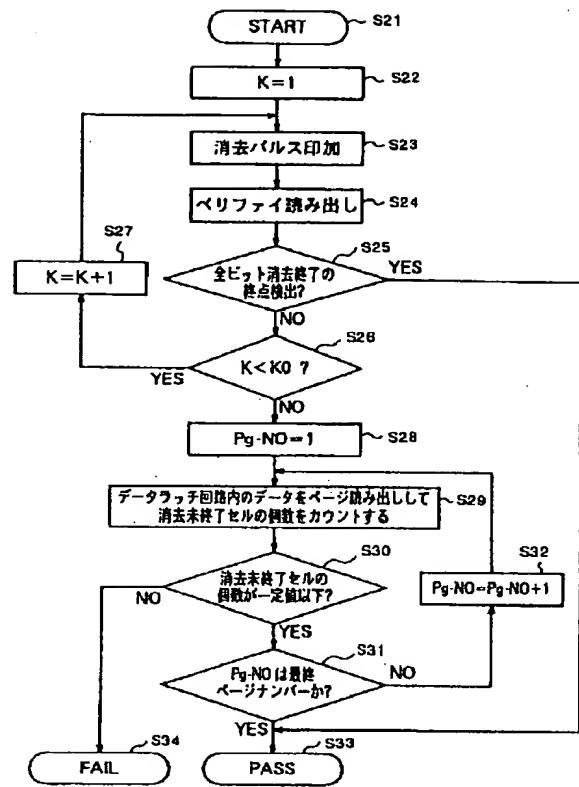 START
S21
K=1
S22
消去パルス印加
S23
ベリファイ読み出し
S24
S27
K=K+1
S25
全ビット消去終了の
終点検出?
YES
NO
S26
K<K0 ?
YES
NO
Pg-NO=1
S28
データラッチ回路内のデータをページ読み出しして
消去未終了セルの個数をカウントする
S29
S30
消去未終了セルの
個数が一定値以下?
NO
YES
S32
Pg-NO=Pg-NO+1
S31
Pg-NOは最終
ページナンバーか?
NO
YES
S34
FAIL
S33
PASS